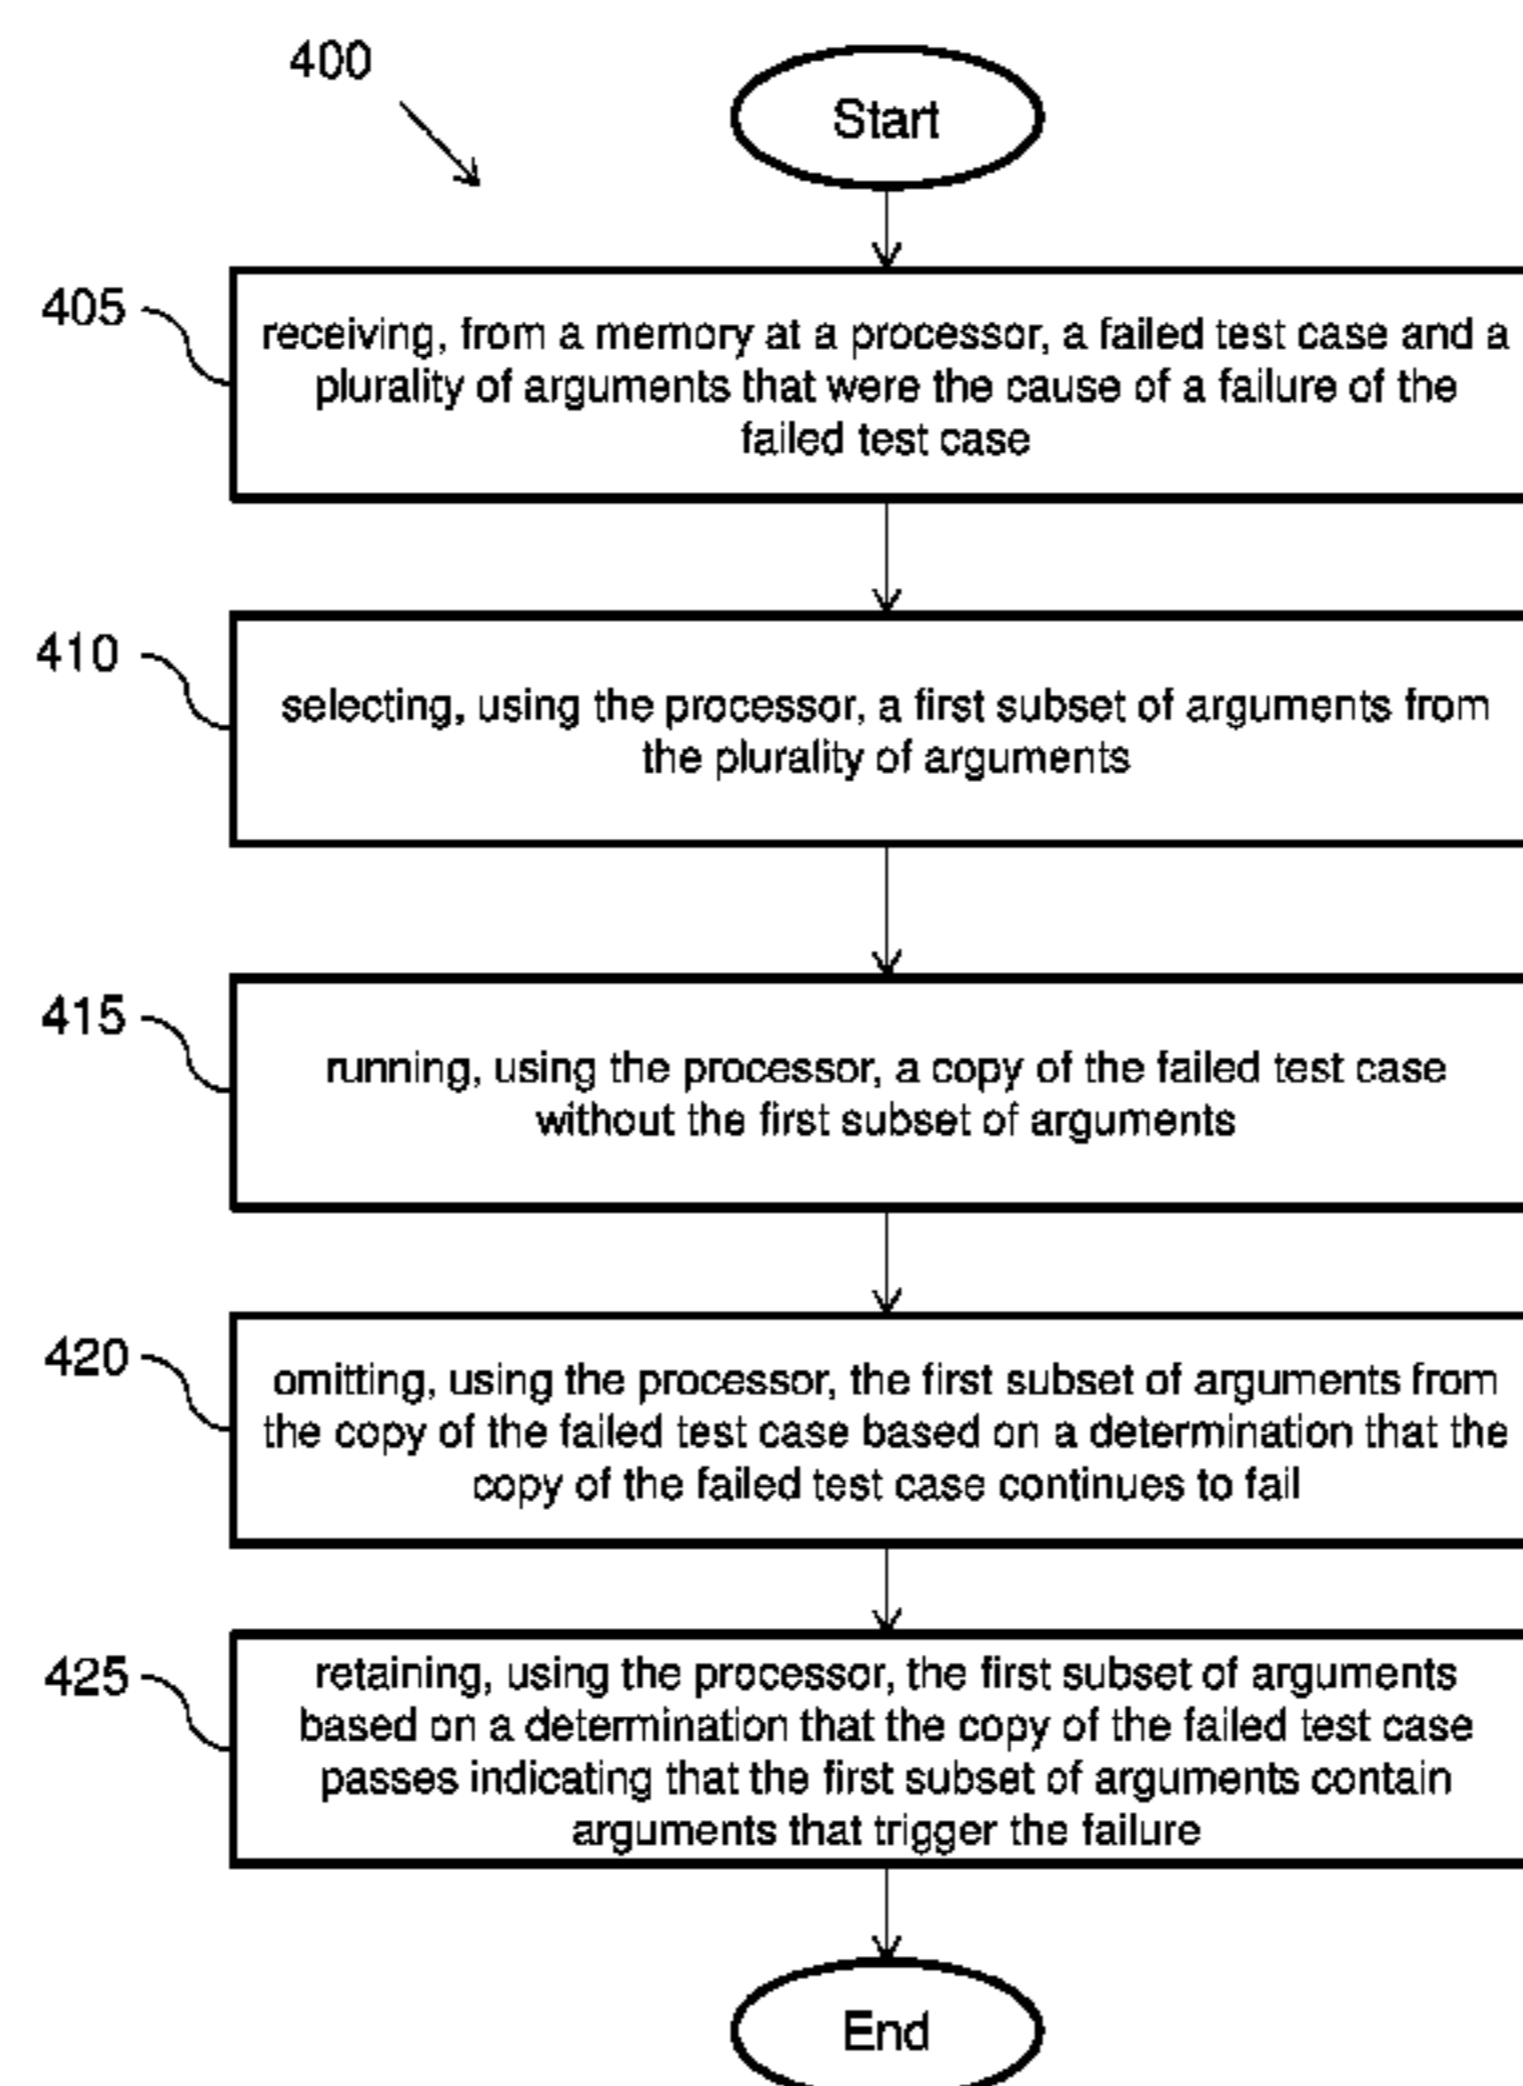 400
Start
405
receiving, from a memory at a processor, a failed test case and a
plurality of arguments that were the cause of a failure of the
failed test case
410
selecting, using the processor, a first subset of arguments from
the plurality of arguments
415
running, using the processor, a copy of the failed test case
without the first subset of arguments
420
omitting, using the processor, the first subset of arguments from
the copy of the failed test case based on a determination that the
copy of the failed test case continues to fail
425
retaining, using the processor, the first subset of arguments
based on a determination that the copy of the failed test case
passes indicating that the first subset of arguments contain
arguments that trigger the failure
End